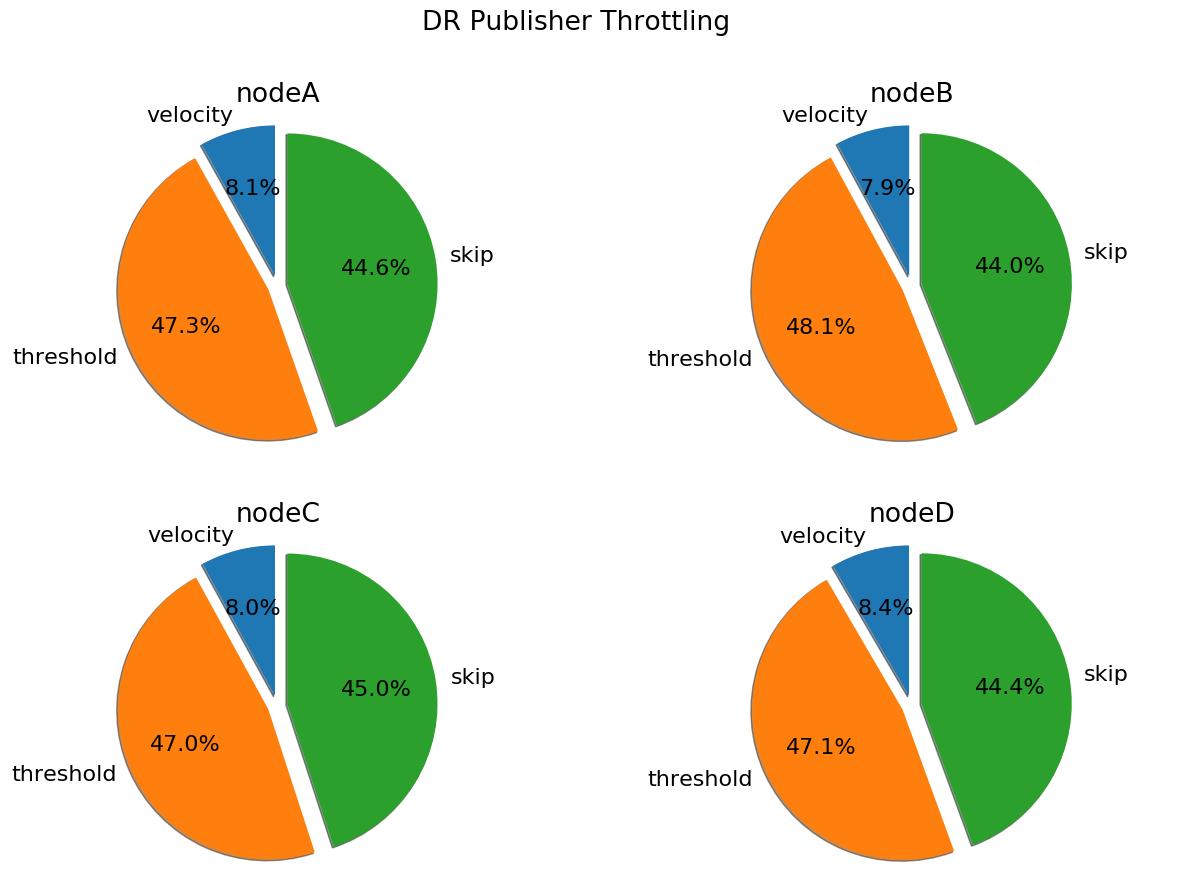 DR Publisher Throttling
nodeA
velocity
8.1%
44.6%
skip
47.3%
threshold
nodeB
velocity
7.9%
44.0%
skip
48.1%
threshold
nodeC
velocity
8.0%
45.0%
skip
47.0%
threshold
nodeD
velocity
8.4%
44.4%
skip
47.1%
threshold